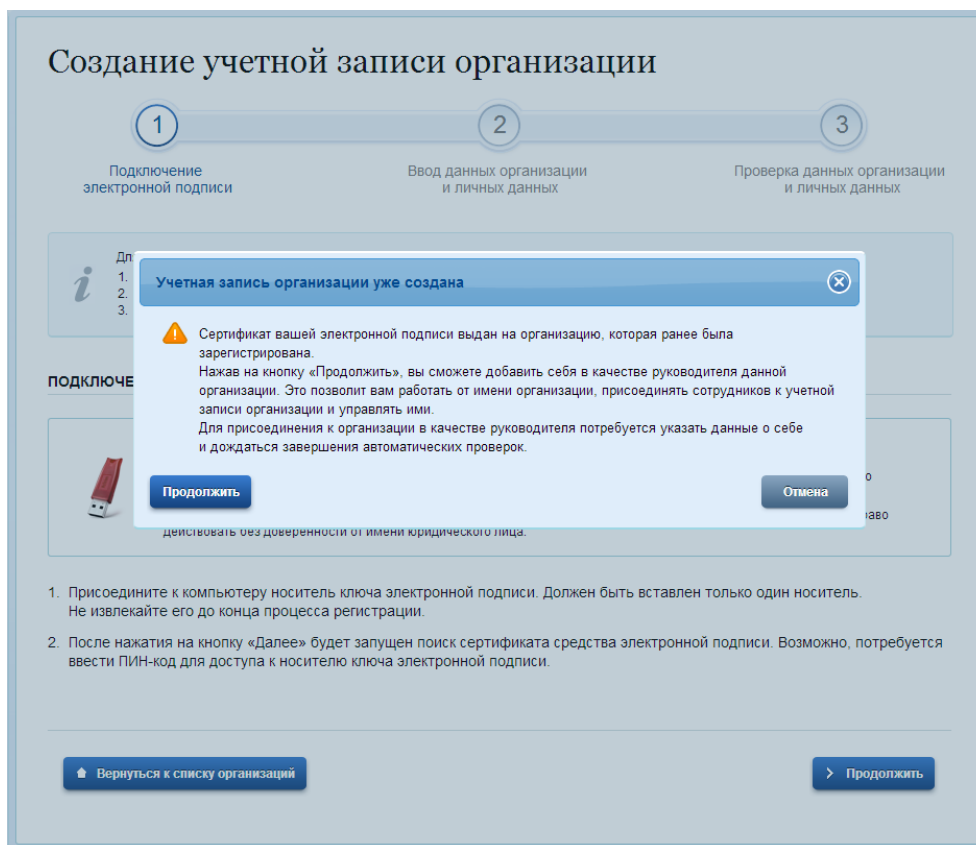 Создание учетной записи организации
1
2
3
Подключение
электронной подписи
Ввод данных организации
и личных данных
Проверка данных организации
и личных данных
1.
2.
3.
Учетная запись организации уже создана
Сертификат вашей электронной подписи выдан на организацию, которая ранее была
зарегистрирована.
Нажав на кнопку «Продолжить», вы сможете добавить себя в качестве руководителя данной
организации. Это позволит вам работать от имени организации, присоединять сотрудников к учетной
записи организации и управлять ими.
Для присоединения к организации в качестве руководителя потребуется указать данные о себе
и дождаться завершения автоматических проверок.
Продолжить
Отмена
действовать без доверенности от имени юридического лица.
1. Присоедините к компьютеру носитель ключа электронной подписи. Должен быть вставлен только один носитель.
Не извлекайте его до конца процесса регистрации.
2. После нажатия на кнопку «Далее» будет запущен поиск сертификата средства электронной подписи. Возможно, потребуется
ввести ПИН-код для доступа к носителю ключа электронной подписи.
Вернуться к списку организаций
Продолжить